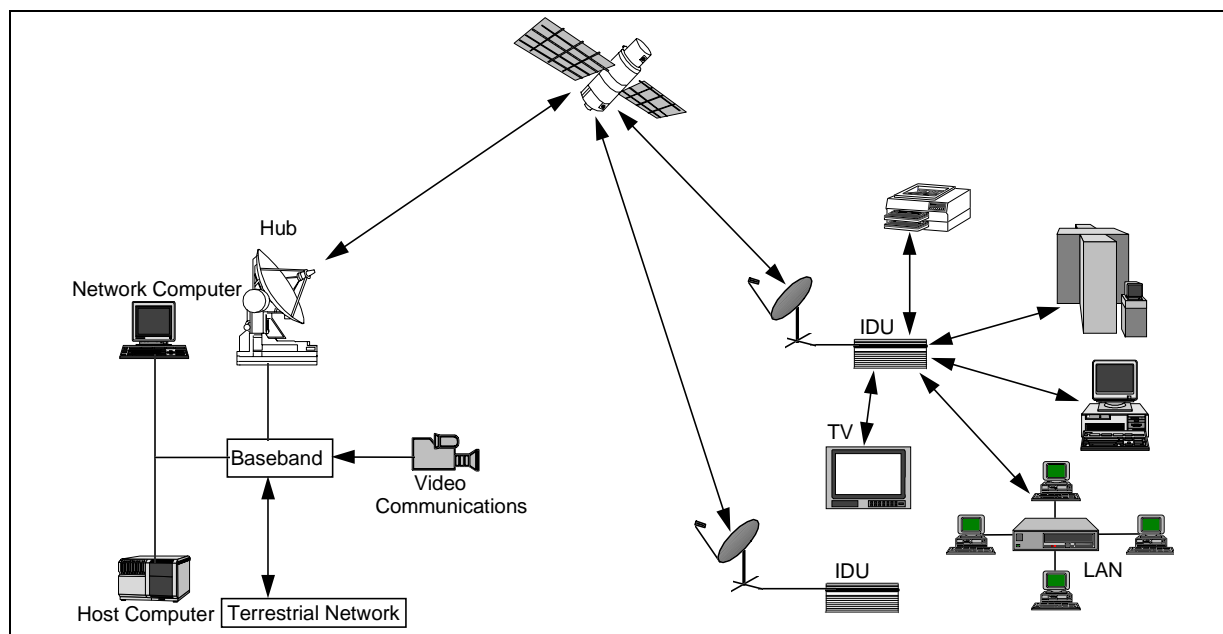 Hub
Network Computer
IDU
TV
Baseband
Video
Communications
LAN
IDU
Host Computer
Terrestrial Network